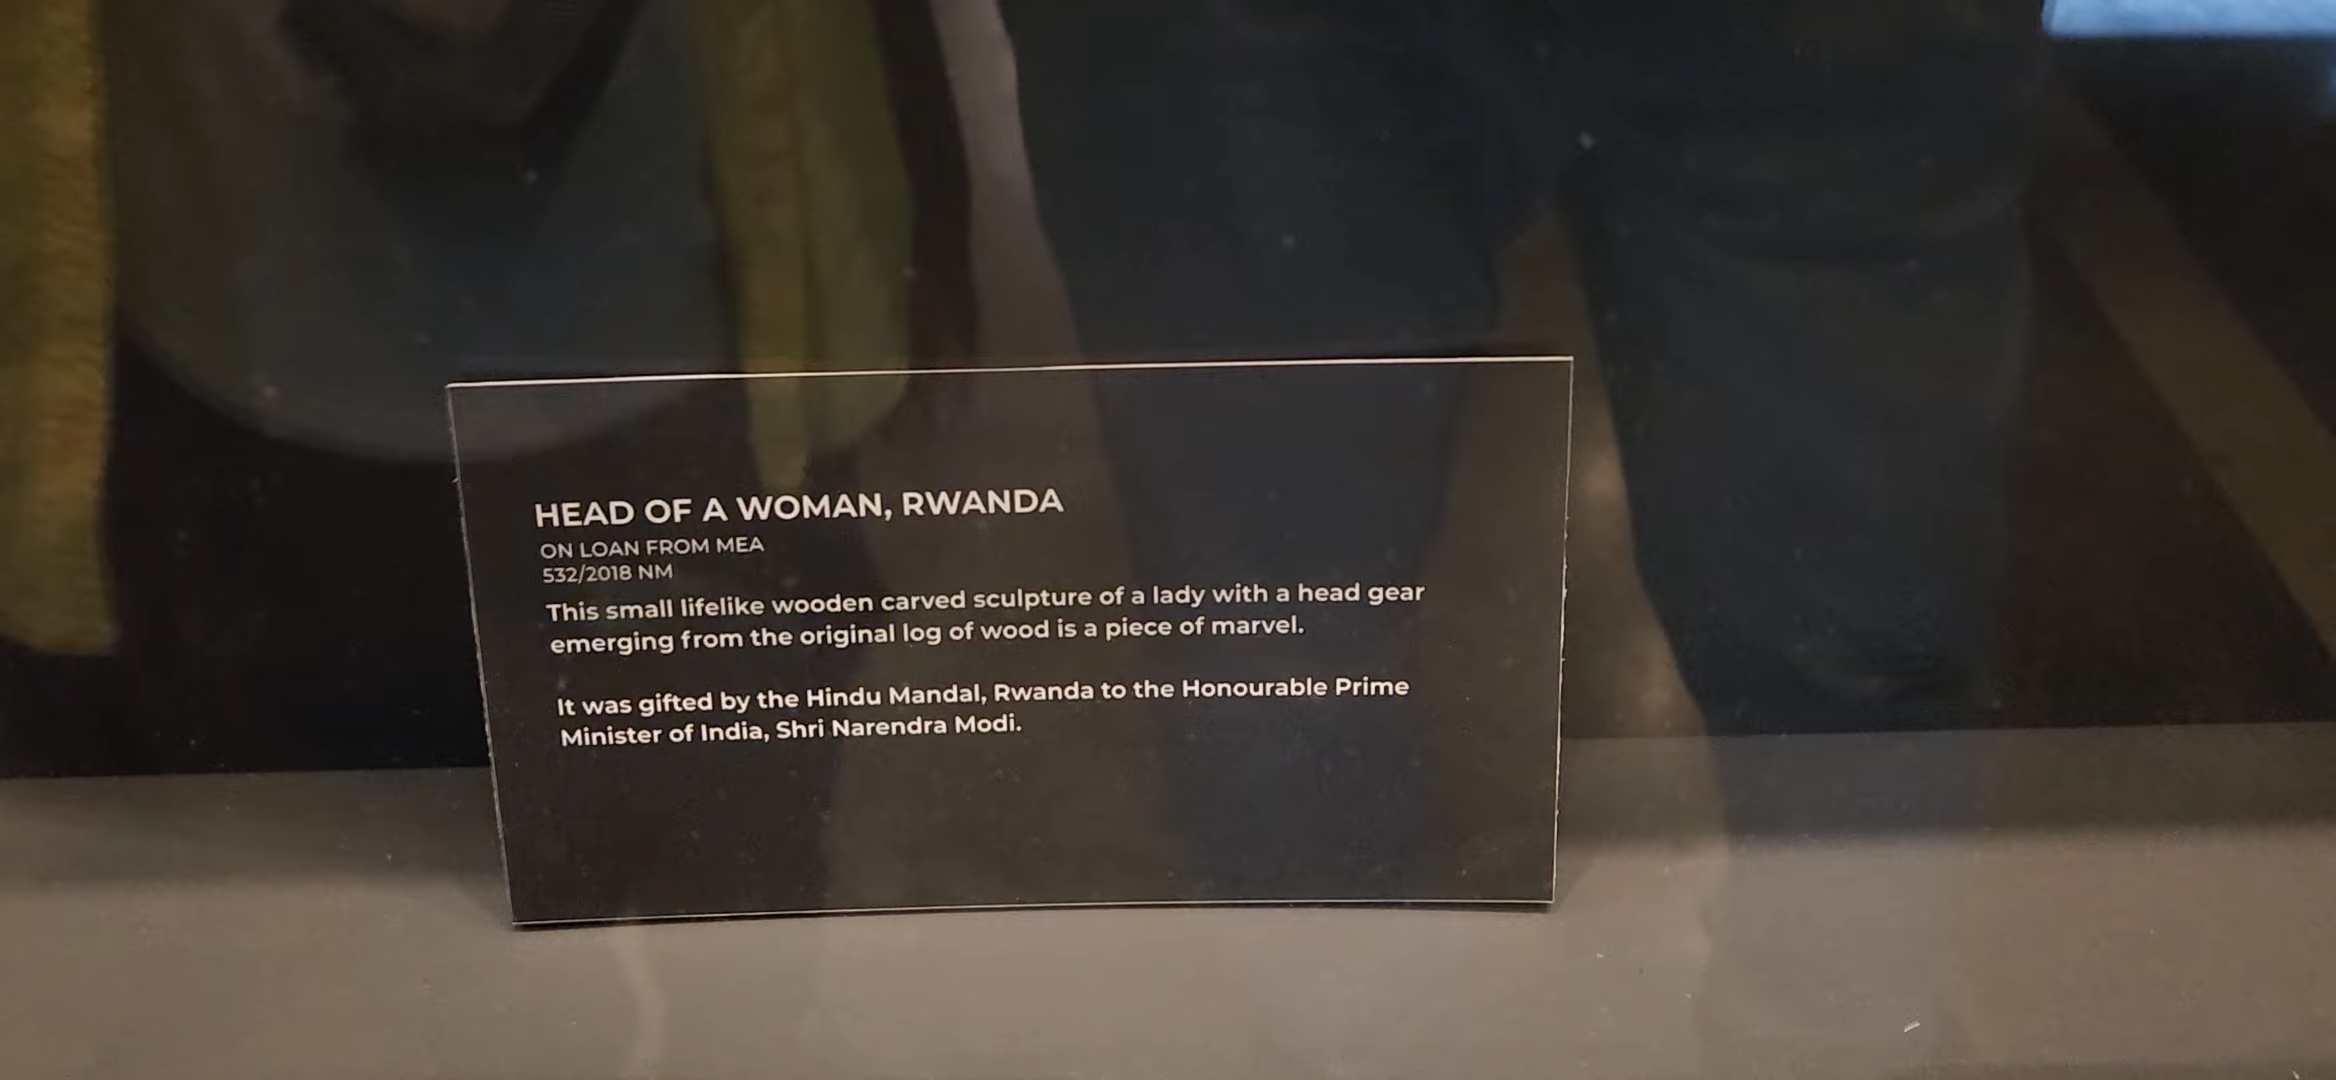 HEAD OF A WOMAN, RWANDA
ON LOAN FROM MEA
532/2018 NM
This small lifelike wooden carved sculpture of a lady with a head gear
emerging from the original log of wood is a piece of marvel.
It was gifted by the Hindu Mandal, Rwanda to the Honourable Prime
Minister of India, Shri Narendra Modi.